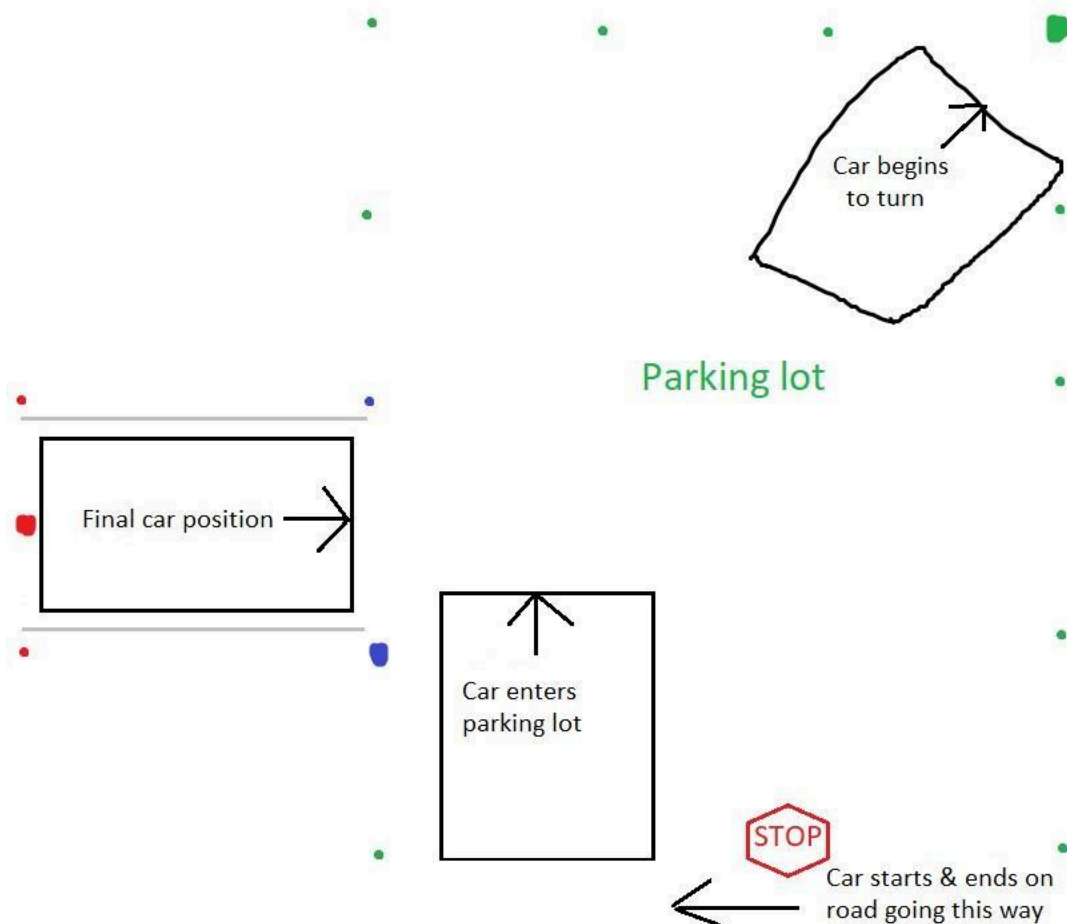 Car begins
to turn
Parking lot
Final car position
Car enters
parking lot
STOP
Car starts & ends on
road going this way